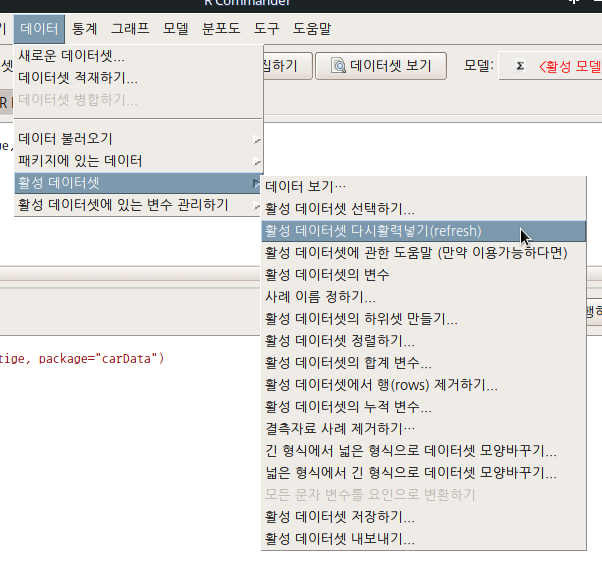 R Commander
데이터 통계 그래프 모델 분포도 도구 도움말
새로운 데이터셋...
데이터셋 적재하기...
데이터셋 병합하기...
데이터셋 보기 모델: Σ <활성 모델
데이터 불러오기
패키지에 있는 데이터
활성 데이터셋
활성 데이터셋에 있는 변수 관리하기
데이터 보기…
활성 데이터셋 선택하기...
활성 데이터셋 다시활력넣기(refresh)
활성 데이터셋에 관한 도움말 (만약 이용가능하다면)
활성 데이터셋의 변수
사례 이름 정하기...
활성 데이터셋의 하위셋 만들기...
활성 데이터셋 정렬하기...
활성 데이터셋의 합계 변수...
활성 데이터셋에서 행(rows) 제거하기...
활성 데이터셋의 누적 변수...
결측자료 사례 제거하기…
긴 형식에서 넓은 형식으로 데이터셋 모양바꾸기...
넓은 형식에서 긴 형식으로 데이터셋 모양바꾸기...
모든 문자 변수를 요인으로 변환하기
활성 데이터셋 저장하기...
활성 데이터셋 내보내기...
tige, package="carData")